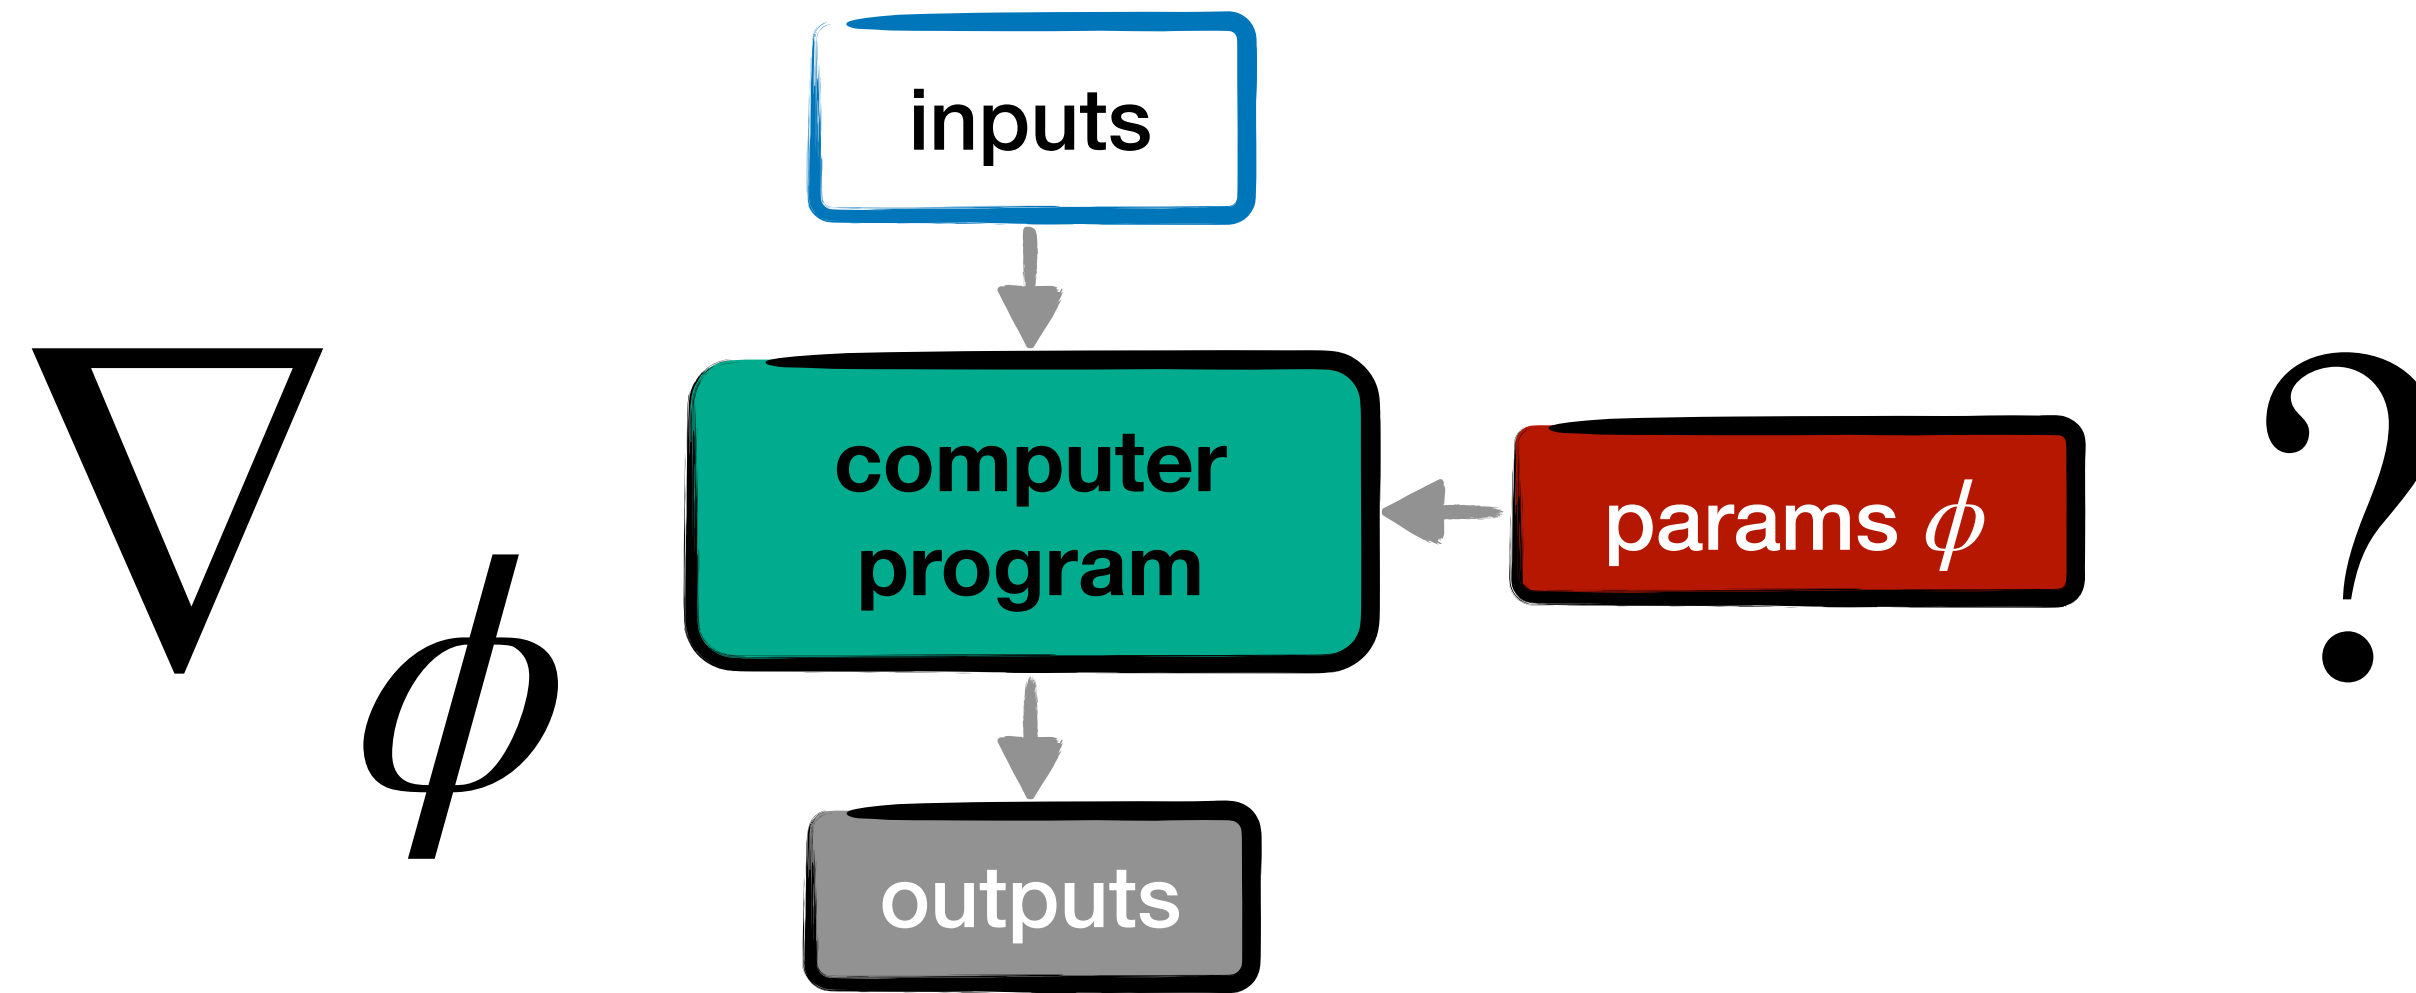 inputs
∇ϕ
computer
program
params ϕ
?
outputs